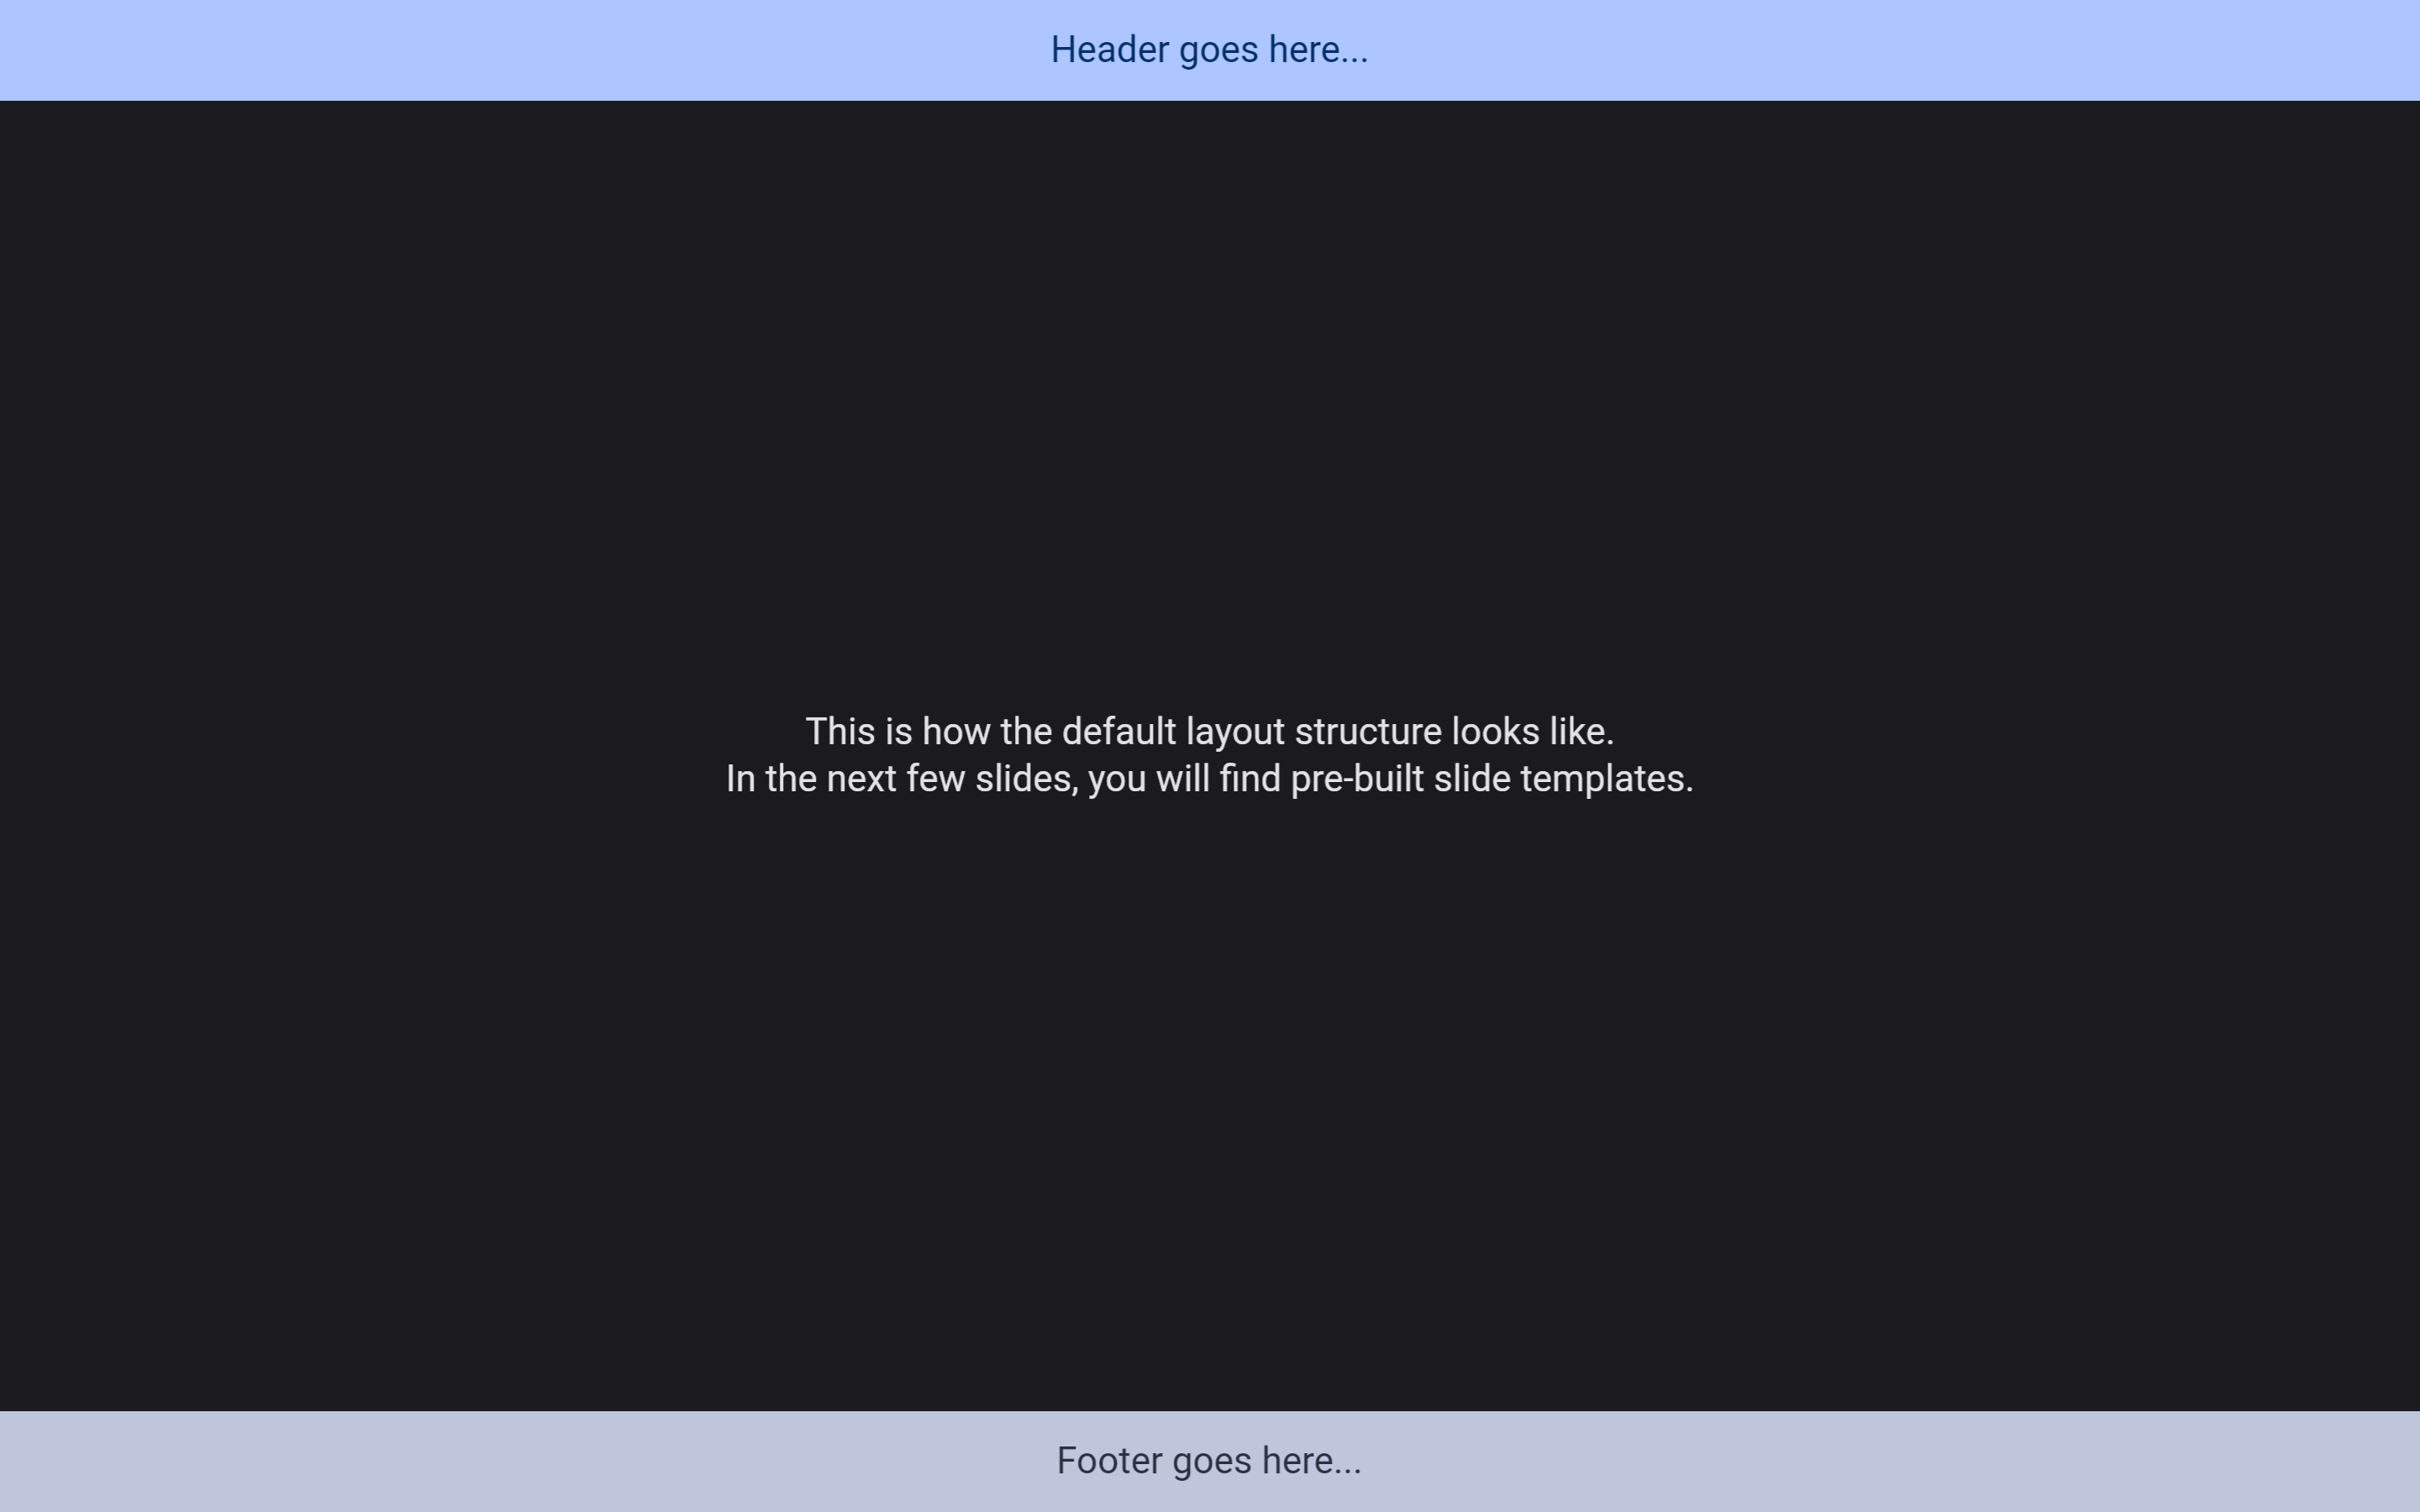 Header goes here...
This is how the default layout structure looks like.
In the next few slides, you will find pre-built slide templates.
Footer goes here...